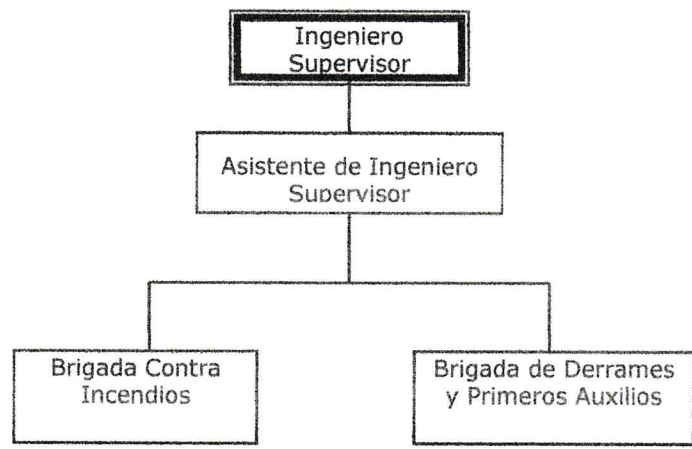 Ingeniero
Supervisor
Asistente de Ingeniero
Supervisor
Brigada Contra
Incendios
Brigada de Derrames
y Primeros Auxilios